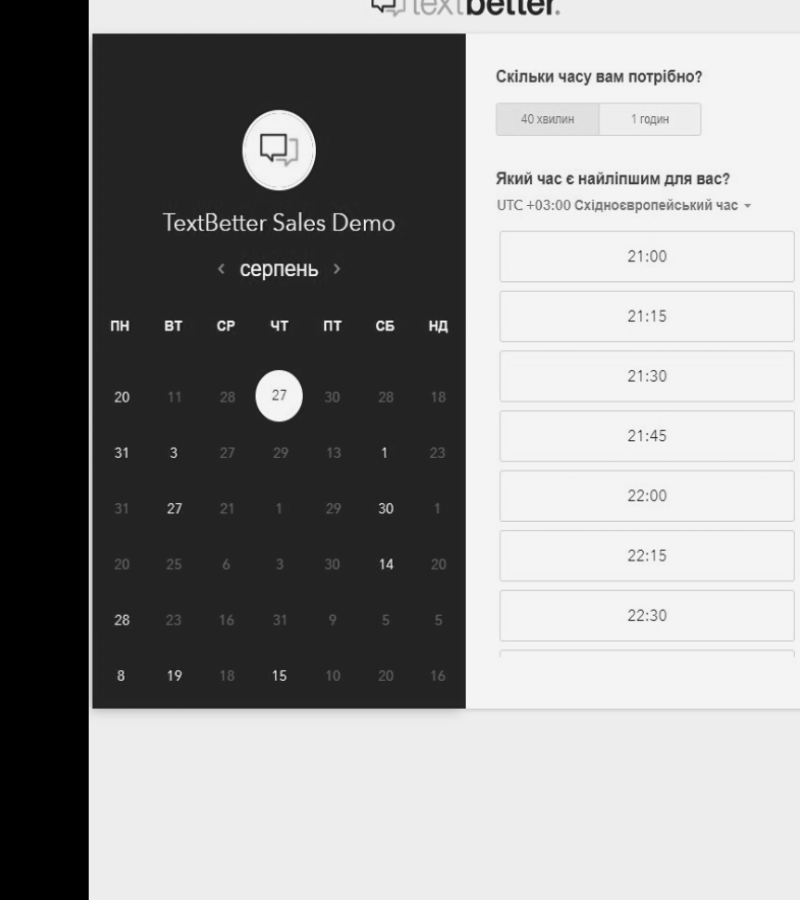 textbetter.
TextBetter Sales Demo
‹ серпень ›
ПН ВТ СР ЧТ ПТ СБ НД
20 11 28 27 30 28 18
31 3 27 29 13 1 23
31 27 21 1 29 30 1
20 25 6 3 30 14 20
28 23 16 31 9 5 5
8 19 18 15 10 20 16
Скільки часу вам потрібно?
40 хвилин 1 годин
Який час є найліпшим для вас?
UTC +03:00 Східноєвропейський час
21:00
21:15
21:30
21:45
22:00
22:15
22:30